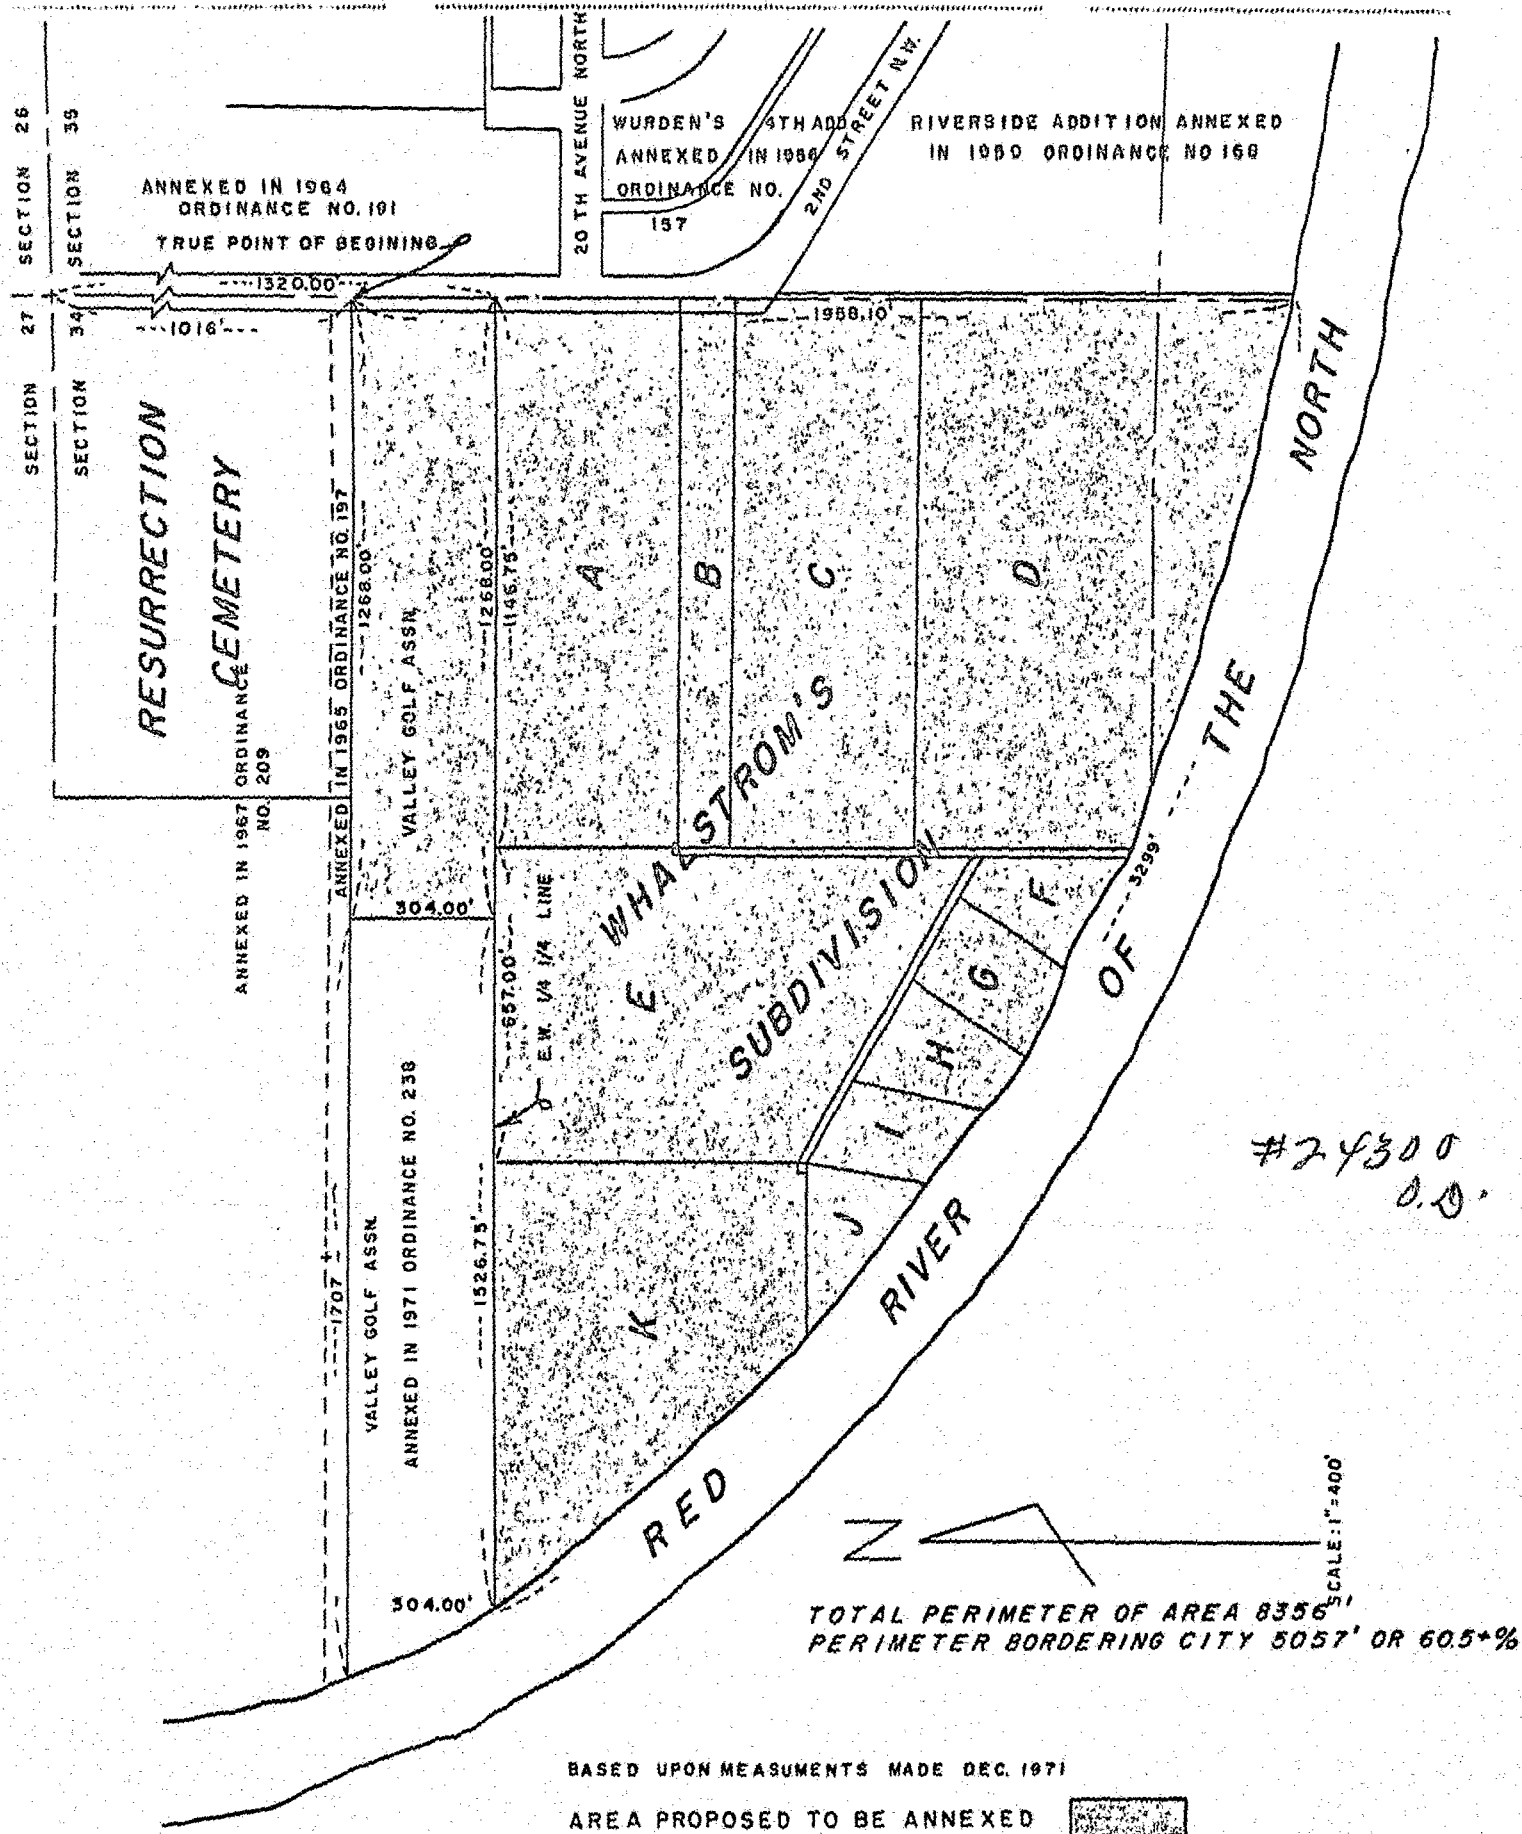 SECTION 26
SECTION 35
20 TH AVENUE NORTH
WURDEN'S 4TH ADD
ANNEXED IN 1956
ORDINANCE NO.
157
2ND STREET N.W.
RIVERSIDE ADDITION ANNEXED
IN 1959 ORDINANCE NO 168
ANNEXED IN 1964
ORDINANCE NO. 191
TRUE POINT OF BEGINING
1320.00'
1016'
1958.10'
SECTION 27
SECTION 34
RESURRECTION
CEMETERY
ANNEXED IN 1967 ORDINANCE
NO. 209
ANNEXED IN 1965 ORDINANCE NO. 197
1268.00'
VALLEY GOLF ASSN.
1268.00'
1146.75'
A
B
C
D
WHALSTROM'S
SUBDIVISION
304.00'
657.00'
E.W. 1/4 1/4 LINE
E
F
G
H
I
J
K
3299'
RED RIVER OF THE NORTH
1707'±
VALLEY GOLF ASSN.
ANNEXED IN 1971 ORDINANCE NO. 238
1526.75'
304.00'
#24300
O.D.
N
SCALE: 1"=400'
TOTAL PERIMETER OF AREA 8356'
PERIMETER BORDERING CITY 5057' OR 60.5+%
BASED UPON MEASUMENTS MADE DEC. 1971
AREA PROPOSED TO BE ANNEXED